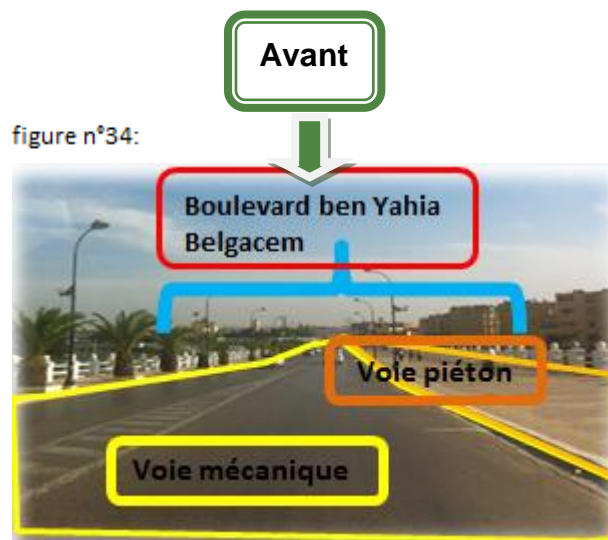 Avant
figure n°34:
Boulevard ben Yahia
Belgacem
Voie piéton
Voie mécanique